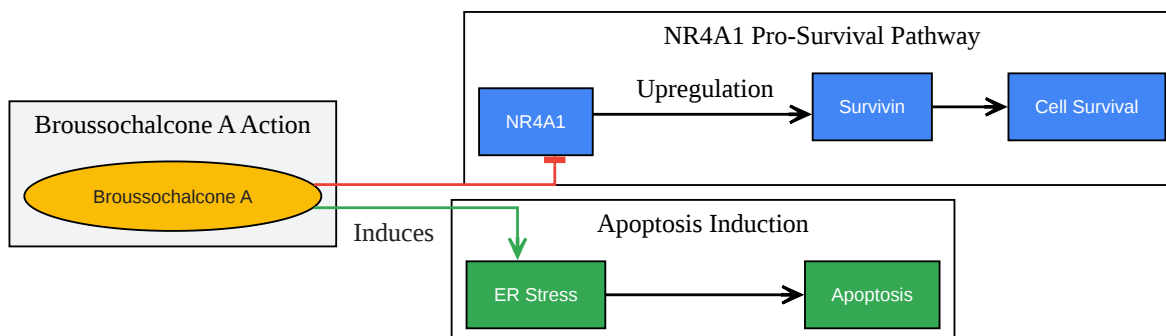 NR4A1 Pro-Survival Pathway
Upregulation
NR4A1
Survivin
Cell Survival
Broussochalcone A Action
Broussochalcone A
Induces
Apoptosis Induction
ER Stress
Apoptosis